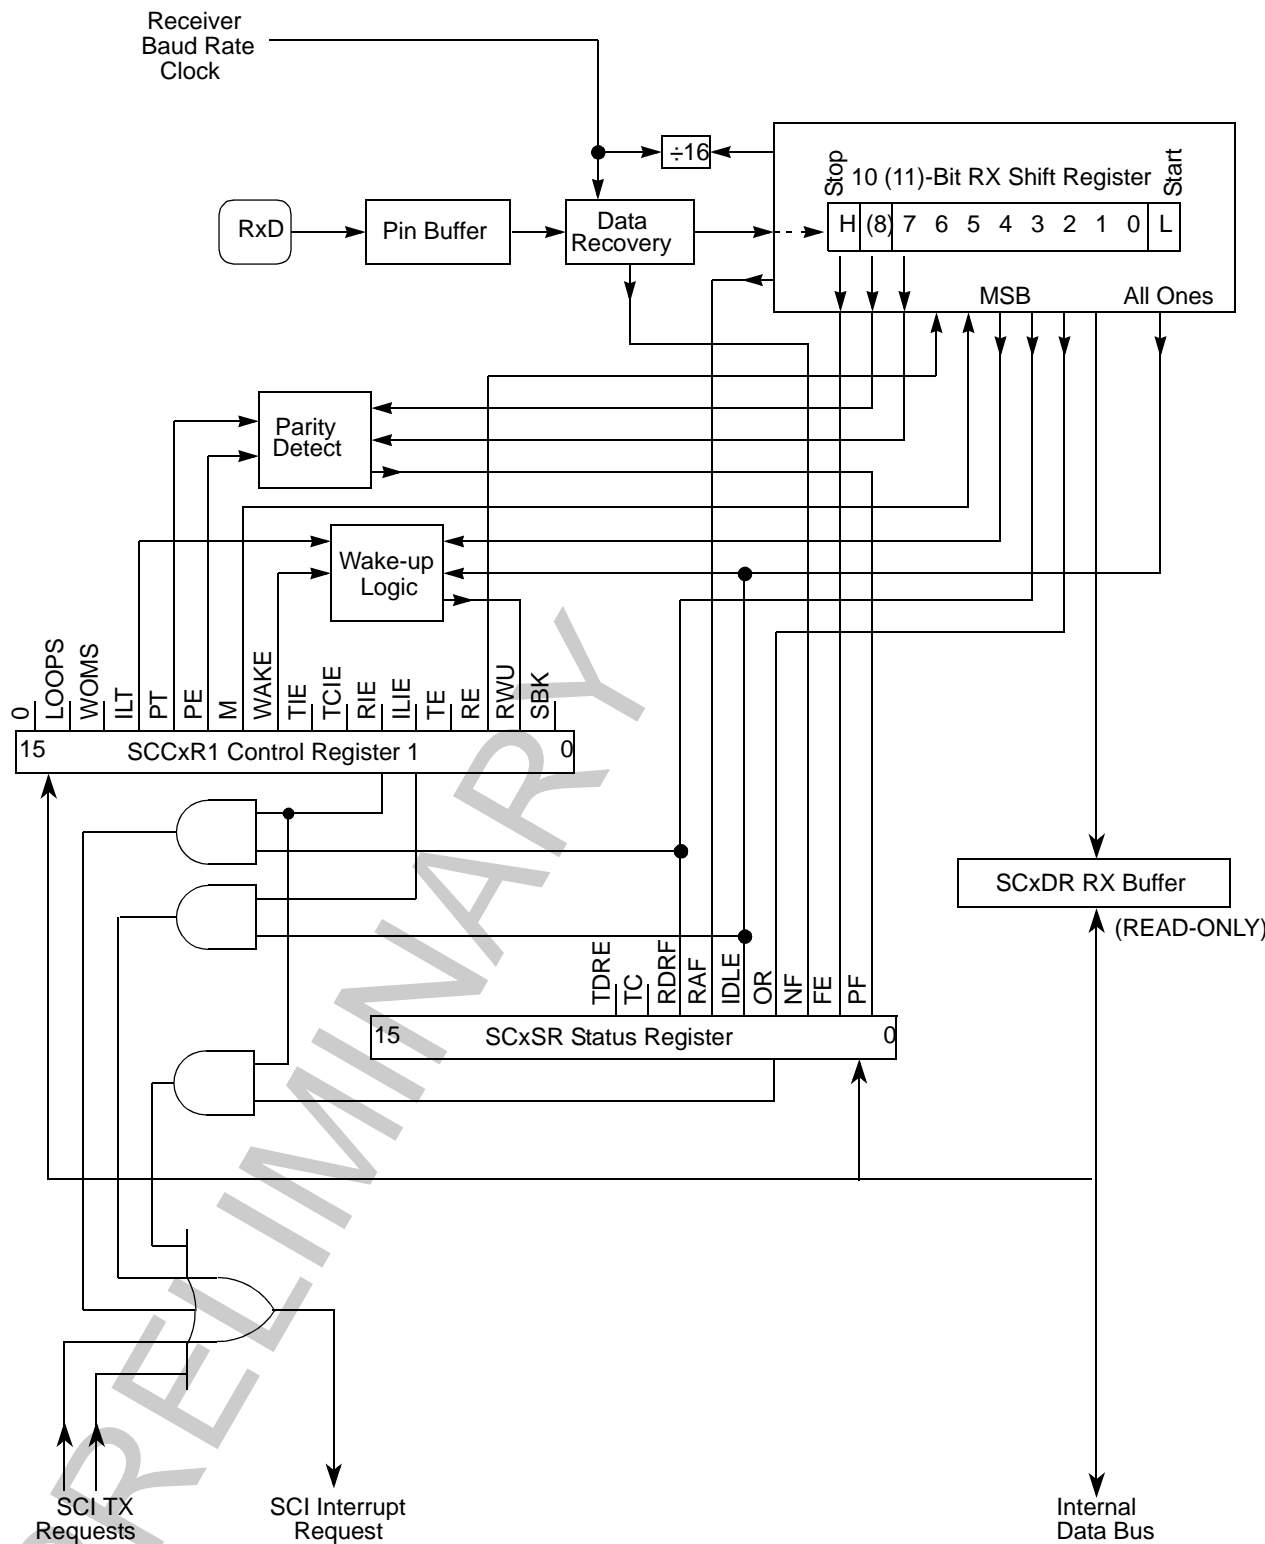 Receiver
Baud Rate
Clock
÷16
Stop
10 (11)-Bit RX Shift Register
Start
RxD
Pin Buffer
Data
Recovery
H (8) 7 6 5 4 3 2 1 0 L
MSB
All Ones
Parity
Detect
Wake-up
Logic
0
LOOPS
WOMS
ILT
PT
PE
M
WAKE
TIE
TCIE
RIE
ILIE
TE
RE
RWU
SBK
15 SCCxR1 Control Register 1 0
SCxDR RX Buffer
(READ-ONLY)
TDRE
TC
RDRF
RAF
IDLE
OR
NF
FE
PF
15 SCxSR Status Register 0
SCI TX
Requests
SCI Interrupt
Request
Internal
Data Bus
PRELIMINARY